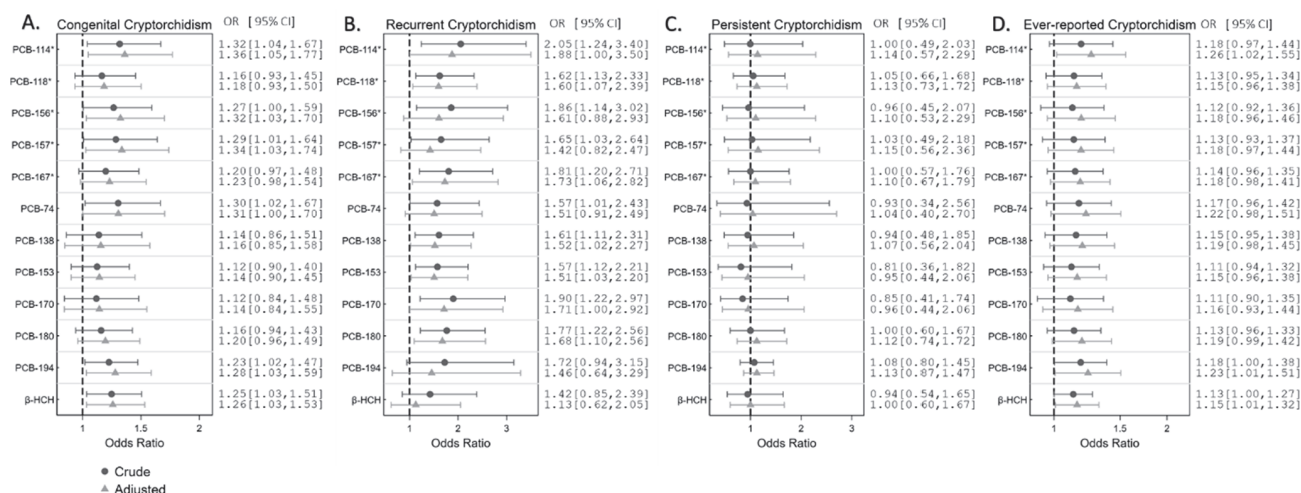 A. Congenital Cryptorchidism OR [95% CI]
PCB-114* 1.32 [1.04,1.67]
1.36 [1.05,1.77]
PCB-118* 1.16 [0.93,1.45]
1.18 [0.93,1.50]
PCB-156* 1.27 [1.00,1.59]
1.32 [1.03,1.70]
PCB-157* 1.29 [1.01,1.64]
1.34 [1.03,1.74]
PCB-167* 1.20 [0.97,1.48]
1.23 [0.98,1.54]
PCB-74 1.30 [1.02,1.67]
1.31 [1.00,1.70]
PCB-138 1.14 [0.86,1.51]
1.16 [0.85,1.58]
PCB-153 1.12 [0.90,1.40]
1.14 [0.90,1.45]
PCB-170 1.12 [0.84,1.48]
1.14 [0.84,1.55]
PCB-180 1.16 [0.94,1.43]
1.20 [0.96,1.49]
PCB-194 1.23 [1.02,1.47]
1.28 [1.03,1.59]
β-HCH 1.25 [1.03,1.51]
1.26 [1.03,1.53]
1 1.5 2
Odds Ratio
B. Recurrent Cryptorchidism OR [95% CI]
PCB-114* 2.05 [1.24,3.40]
1.88 [1.00,3.50]
PCB-118* 1.62 [1.13,2.33]
1.60 [1.07,2.39]
PCB-156* 1.86 [1.14,3.02]
1.61 [0.88,2.93]
PCB-157* 1.65 [1.03,2.64]
1.42 [0.82,2.47]
PCB-167* 1.81 [1.20,2.71]
1.73 [1.06,2.82]
PCB-74 1.57 [1.01,2.43]
1.51 [0.91,2.49]
PCB-138 1.61 [1.11,2.31]
1.52 [1.02,2.27]
PCB-153 1.57 [1.12,2.21]
1.51 [1.03,2.20]
PCB-170 1.90 [1.22,2.97]
1.71 [1.00,2.92]
PCB-180 1.77 [1.22,2.56]
1.68 [1.10,2.56]
PCB-194 1.72 [0.94,3.15]
1.46 [0.64,3.29]
β-HCH 1.42 [0.85,2.39]
1.13 [0.62,2.05]
1 2 3
Odds Ratio
C. Persistent Cryptorchidism OR [95% CI]
PCB-114* 1.00 [0.49,2.03]
1.14 [0.57,2.29]
PCB-118* 1.05 [0.66,1.68]
1.13 [0.73,1.72]
PCB-156* 0.96 [0.45,2.07]
1.10 [0.53,2.29]
PCB-157* 1.03 [0.49,2.18]
1.15 [0.56,2.36]
PCB-167* 1.00 [0.57,1.76]
1.10 [0.67,1.79]
PCB-74 0.93 [0.34,2.56]
1.04 [0.40,2.70]
PCB-138 0.94 [0.48,1.85]
1.07 [0.56,2.04]
PCB-153 0.81 [0.36,1.82]
0.95 [0.44,2.06]
PCB-170 0.85 [0.41,1.74]
0.96 [0.44,2.06]
PCB-180 1.00 [0.60,1.67]
1.12 [0.74,1.72]
PCB-194 1.08 [0.80,1.45]
1.13 [0.87,1.47]
β-HCH 0.94 [0.54,1.65]
1.00 [0.60,1.67]
1 2 3
Odds Ratio
D. Ever-reported Cryptorchidism OR [95% CI]
PCB-114* 1.18 [0.97,1.44]
1.26 [1.02,1.55]
PCB-118* 1.13 [0.95,1.34]
1.15 [0.96,1.38]
PCB-156* 1.12 [0.92,1.36]
1.18 [0.96,1.46]
PCB-157* 1.13 [0.93,1.37]
1.18 [0.97,1.44]
PCB-167* 1.14 [0.96,1.35]
1.18 [0.98,1.41]
PCB-74 1.17 [0.96,1.42]
1.22 [0.98,1.51]
PCB-138 1.15 [0.95,1.38]
1.19 [0.98,1.45]
PCB-153 1.11 [0.94,1.32]
1.15 [0.96,1.38]
PCB-170 1.11 [0.90,1.35]
1.16 [0.93,1.44]
PCB-180 1.13 [0.96,1.33]
1.19 [0.99,1.42]
PCB-194 1.18 [1.00,1.38]
1.23 [1.01,1.51]
β-HCH 1.13 [1.00,1.27]
1.15 [1.01,1.32]
1 1.5 2
Odds Ratio
Crude
Adjusted